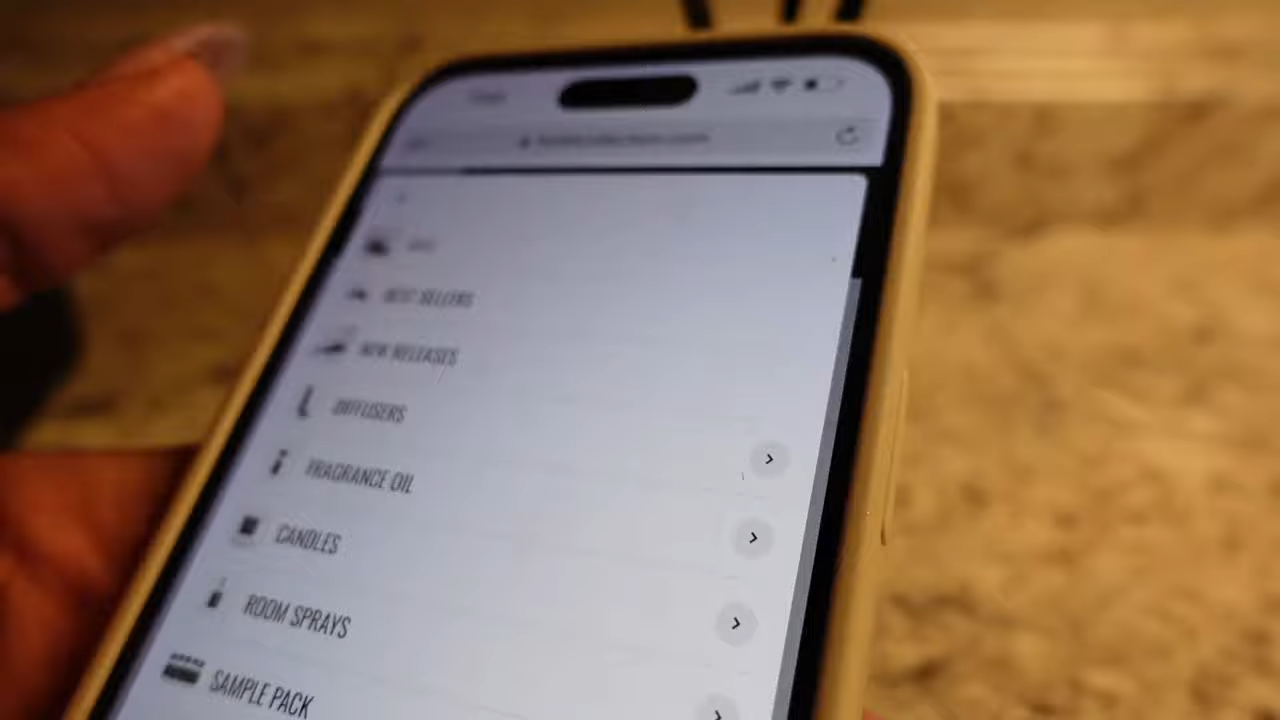 BEST SELLERS
NEW RELEASES
DIFFUSERS
FRAGRANCE OIL
CANDLES
ROOM SPRAYS
SAMPLE PACK